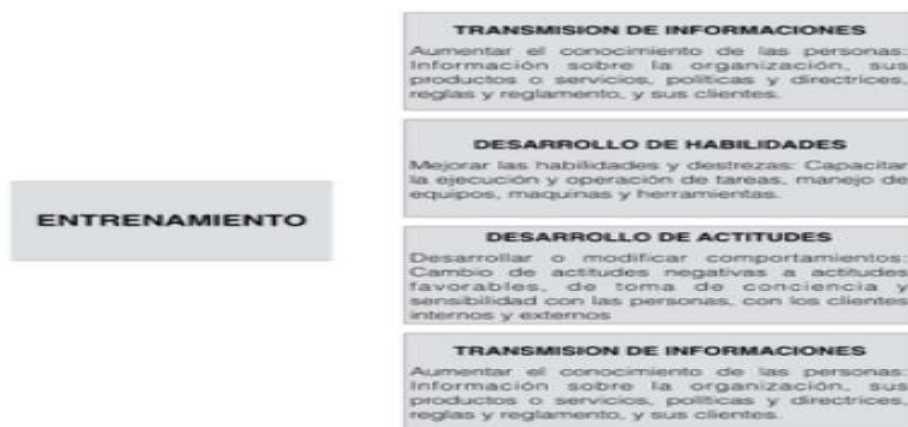 ENTRENAMIENTO
TRANSMISION DE INFORMACIONES
Aumentar el conocimiento de las personas:
Información sobre la organización, sus
productos o servicios, políticas y directrices,
reglas y reglamento, y sus clientes.
DESARROLLO DE HABILIDADES
Mejorar las habilidades y destrezas: Capacitar
la ejecución y operación de tareas, manejo de
equipos, maquinas y herramientas.
DESARROLLO DE ACTITUDES
Desarrollar o modificar comportamientos:
Cambio de actitudes negativas a actitudes
favorables, de toma de conciencia y
sensibilidad con las personas, con los clientes
internos y externos
TRANSMISION DE INFORMACIONES
Aumentar el conocimiento de las personas:
Información sobre la organización, sus
productos o servicios, políticas y directrices,
reglas y reglamento, y sus clientes.